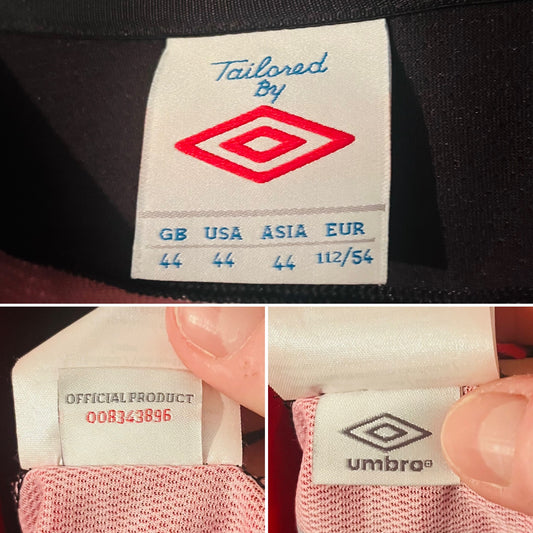 Tailored
By
GB USA ASIA EUR
44 44 44 112/54
OFFICIAL PRODUCT
008343896
umbro